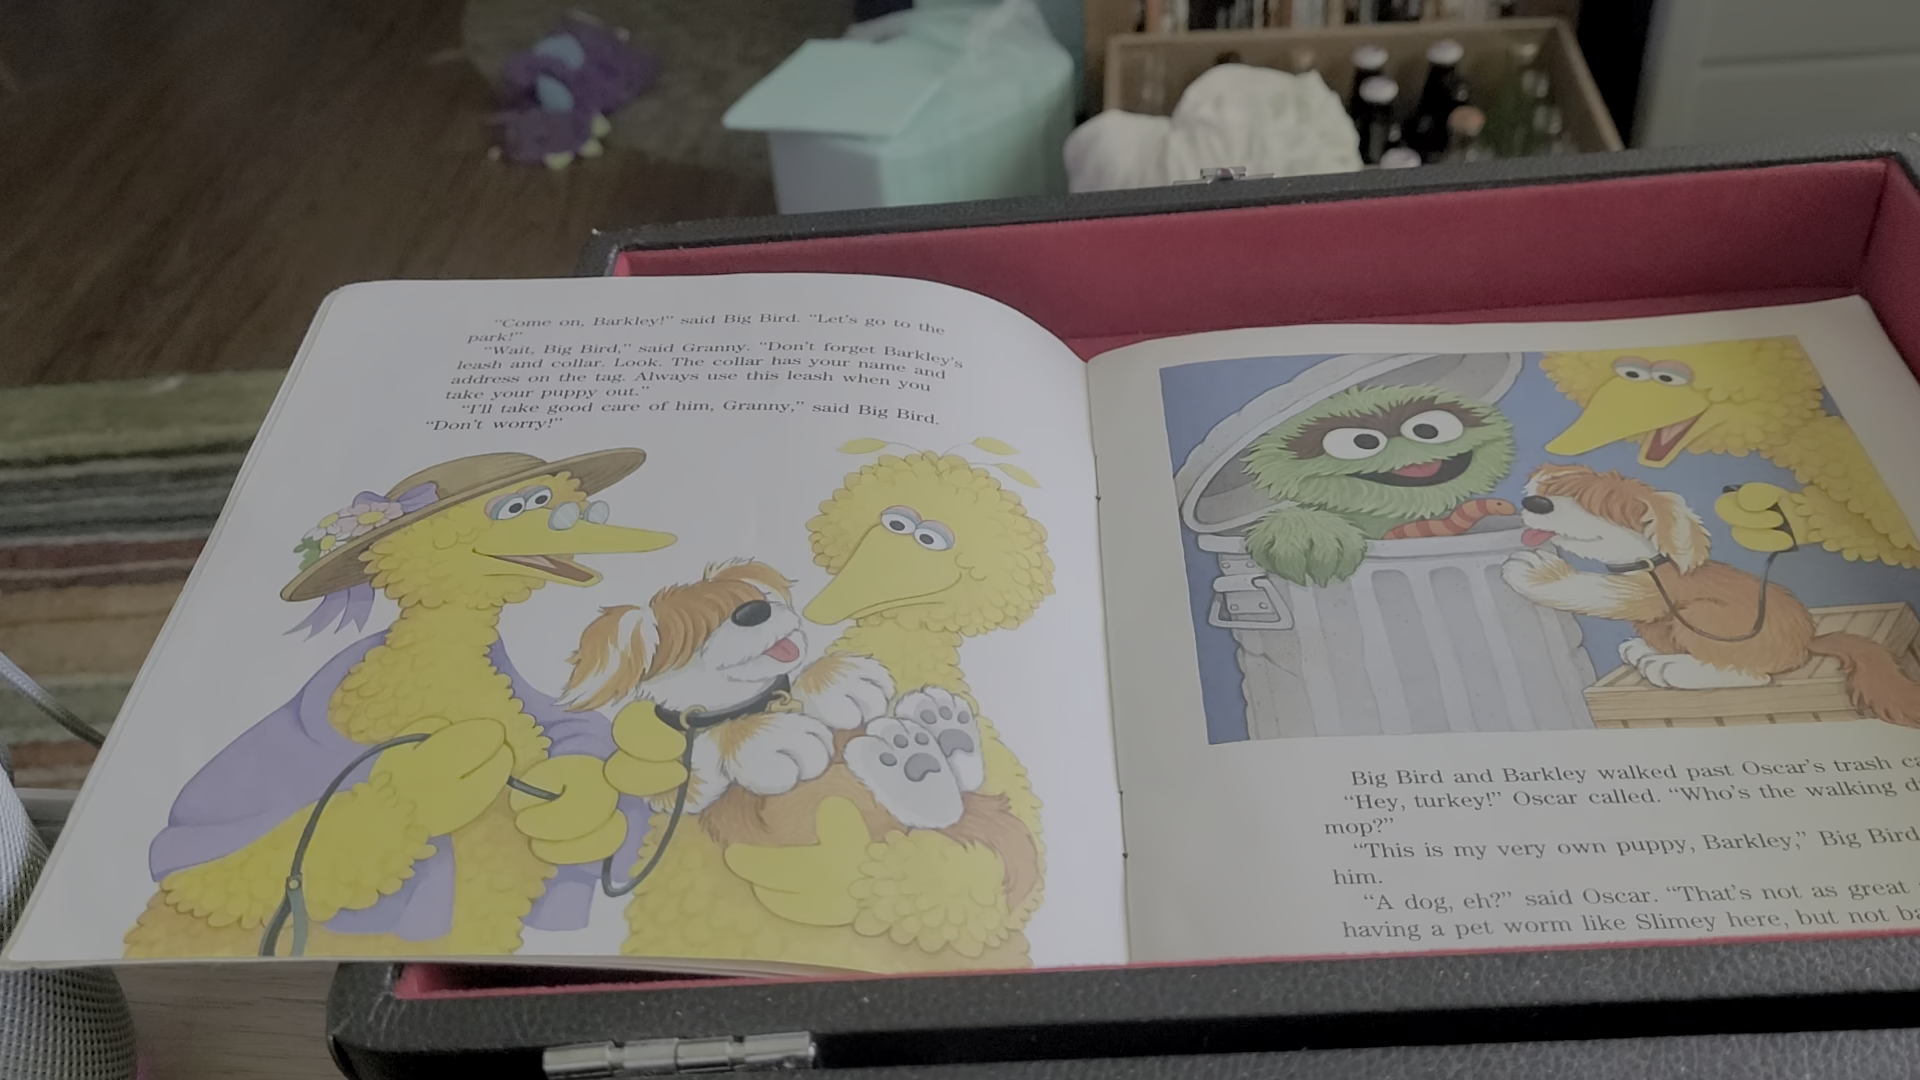 "Come on, Barkley!" said Big Bird. "Let's go to the
park!"
"Wait, Big Bird," said Granny. "Don't forget Barkley's
leash and collar. Look. The collar has your name and
address on the tag. Always use this leash when you
take your puppy out."
"I'll take good care of him, Granny," said Big Bird.
"Don't worry!"
Big Bird and Barkley walked past Oscar's trash
"Hey, turkey!" Oscar called. "Who's the walking
mop?"
"This is my very own puppy, Barkley," Big Bird
him.
"A dog, eh?" said Oscar. "That's not as great
having a pet worm like Slimey here, but not